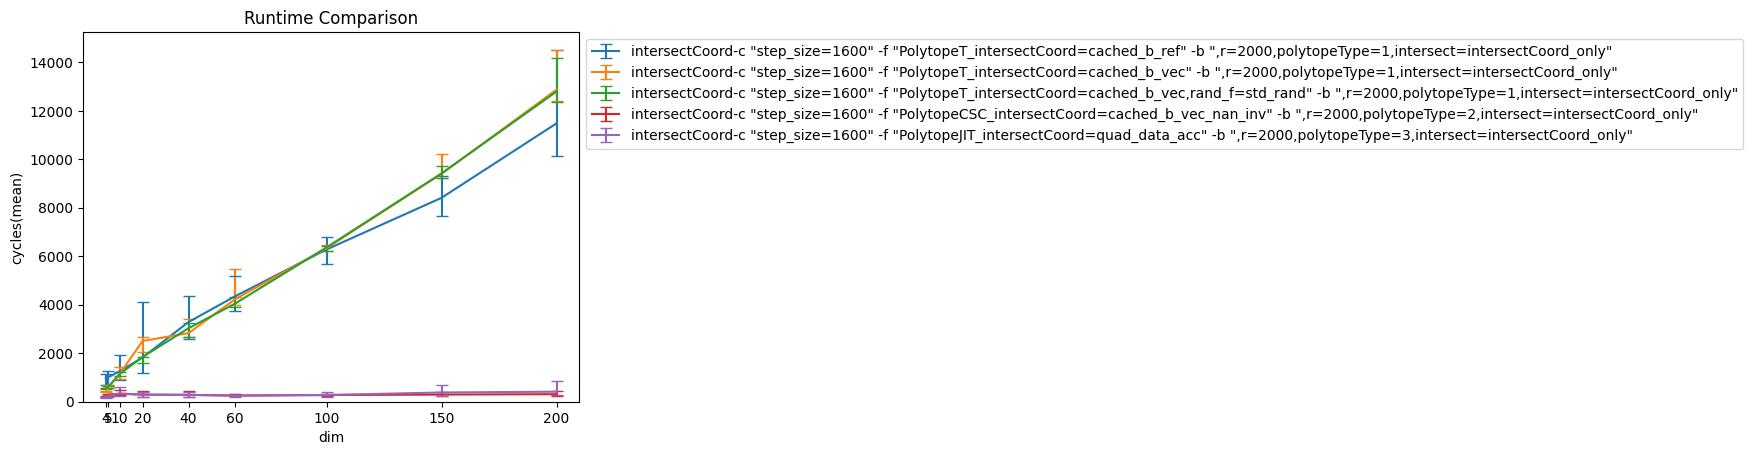 Runtime Comparison
cycles(mean)
14000
12000
10000
8000
6000
4000
2000
0
4 5 10 20 40 60 100 150 200
dim
intersectCoord-c "step_size=1600" -f "PolytopeT_intersectCoord=cached_b_ref" -b ",r=2000,polytopeType=1,intersect=intersectCoord_only"
intersectCoord-c "step_size=1600" -f "PolytopeT_intersectCoord=cached_b_vec" -b ",r=2000,polytopeType=1,intersect=intersectCoord_only"
intersectCoord-c "step_size=1600" -f "PolytopeT_intersectCoord=cached_b_vec,rand_f=std_rand" -b ",r=2000,polytopeType=1,intersect=intersectCoord_only"
intersectCoord-c "step_size=1600" -f "PolytopeCSC_intersectCoord=cached_b_vec_nan_inv" -b ",r=2000,polytopeType=2,intersect=intersectCoord_only"
intersectCoord-c "step_size=1600" -f "PolytopeJIT_intersectCoord=quad_data_acc" -b ",r=2000,polytopeType=3,intersect=intersectCoord_only"